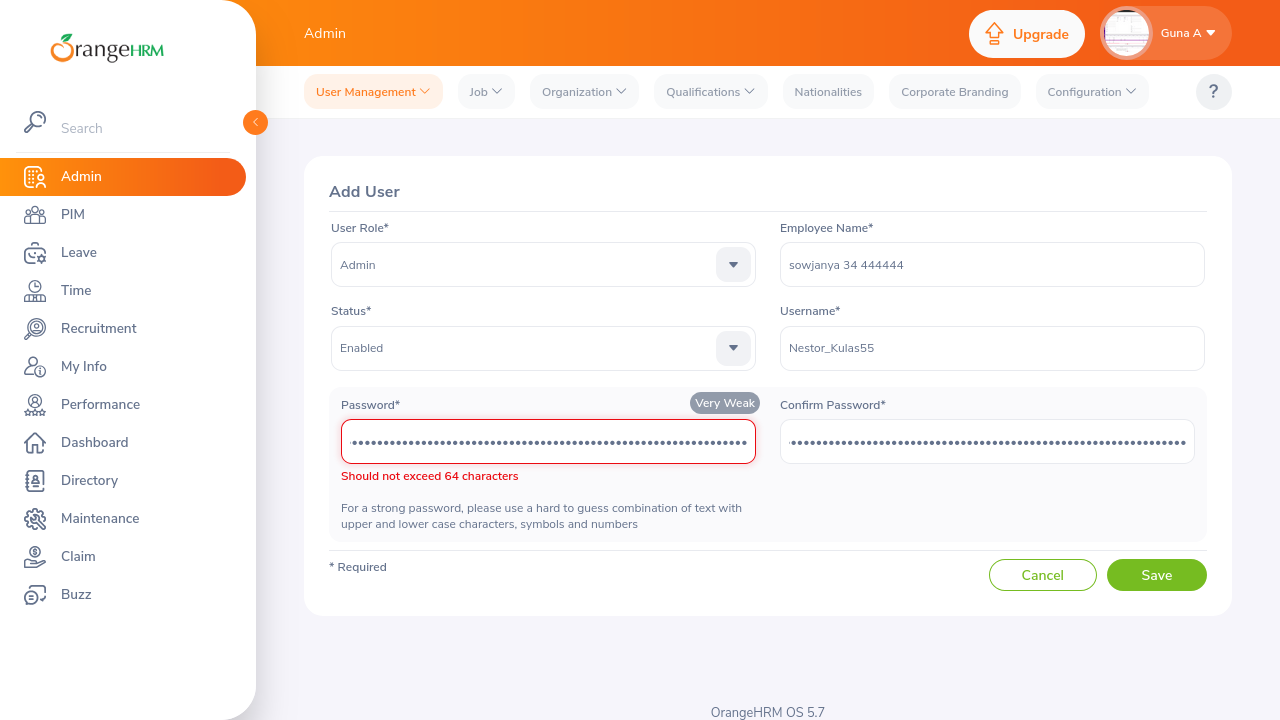 OrangeHRM
Search
Admin
PIM
Leave
Time
Recruitment
My Info
Performance
Dashboard
Directory
Maintenance
Claim
Buzz
Admin
Upgrade
Guna A
User Management
Job
Organization
Qualifications
Nationalities
Corporate Branding
Configuration
?
Add User
User Role*
Employee Name*
Admin
sowjanya 34 444444
Status*
Username*
Enabled
Nestor_Kulas55
Password*
Very Weak
Confirm Password*
Should not exceed 64 characters
For a strong password, please use a hard to guess combination of text with
upper and lower case characters, symbols and numbers
* Required
Cancel
Save
OrangeHRM OS 5.7